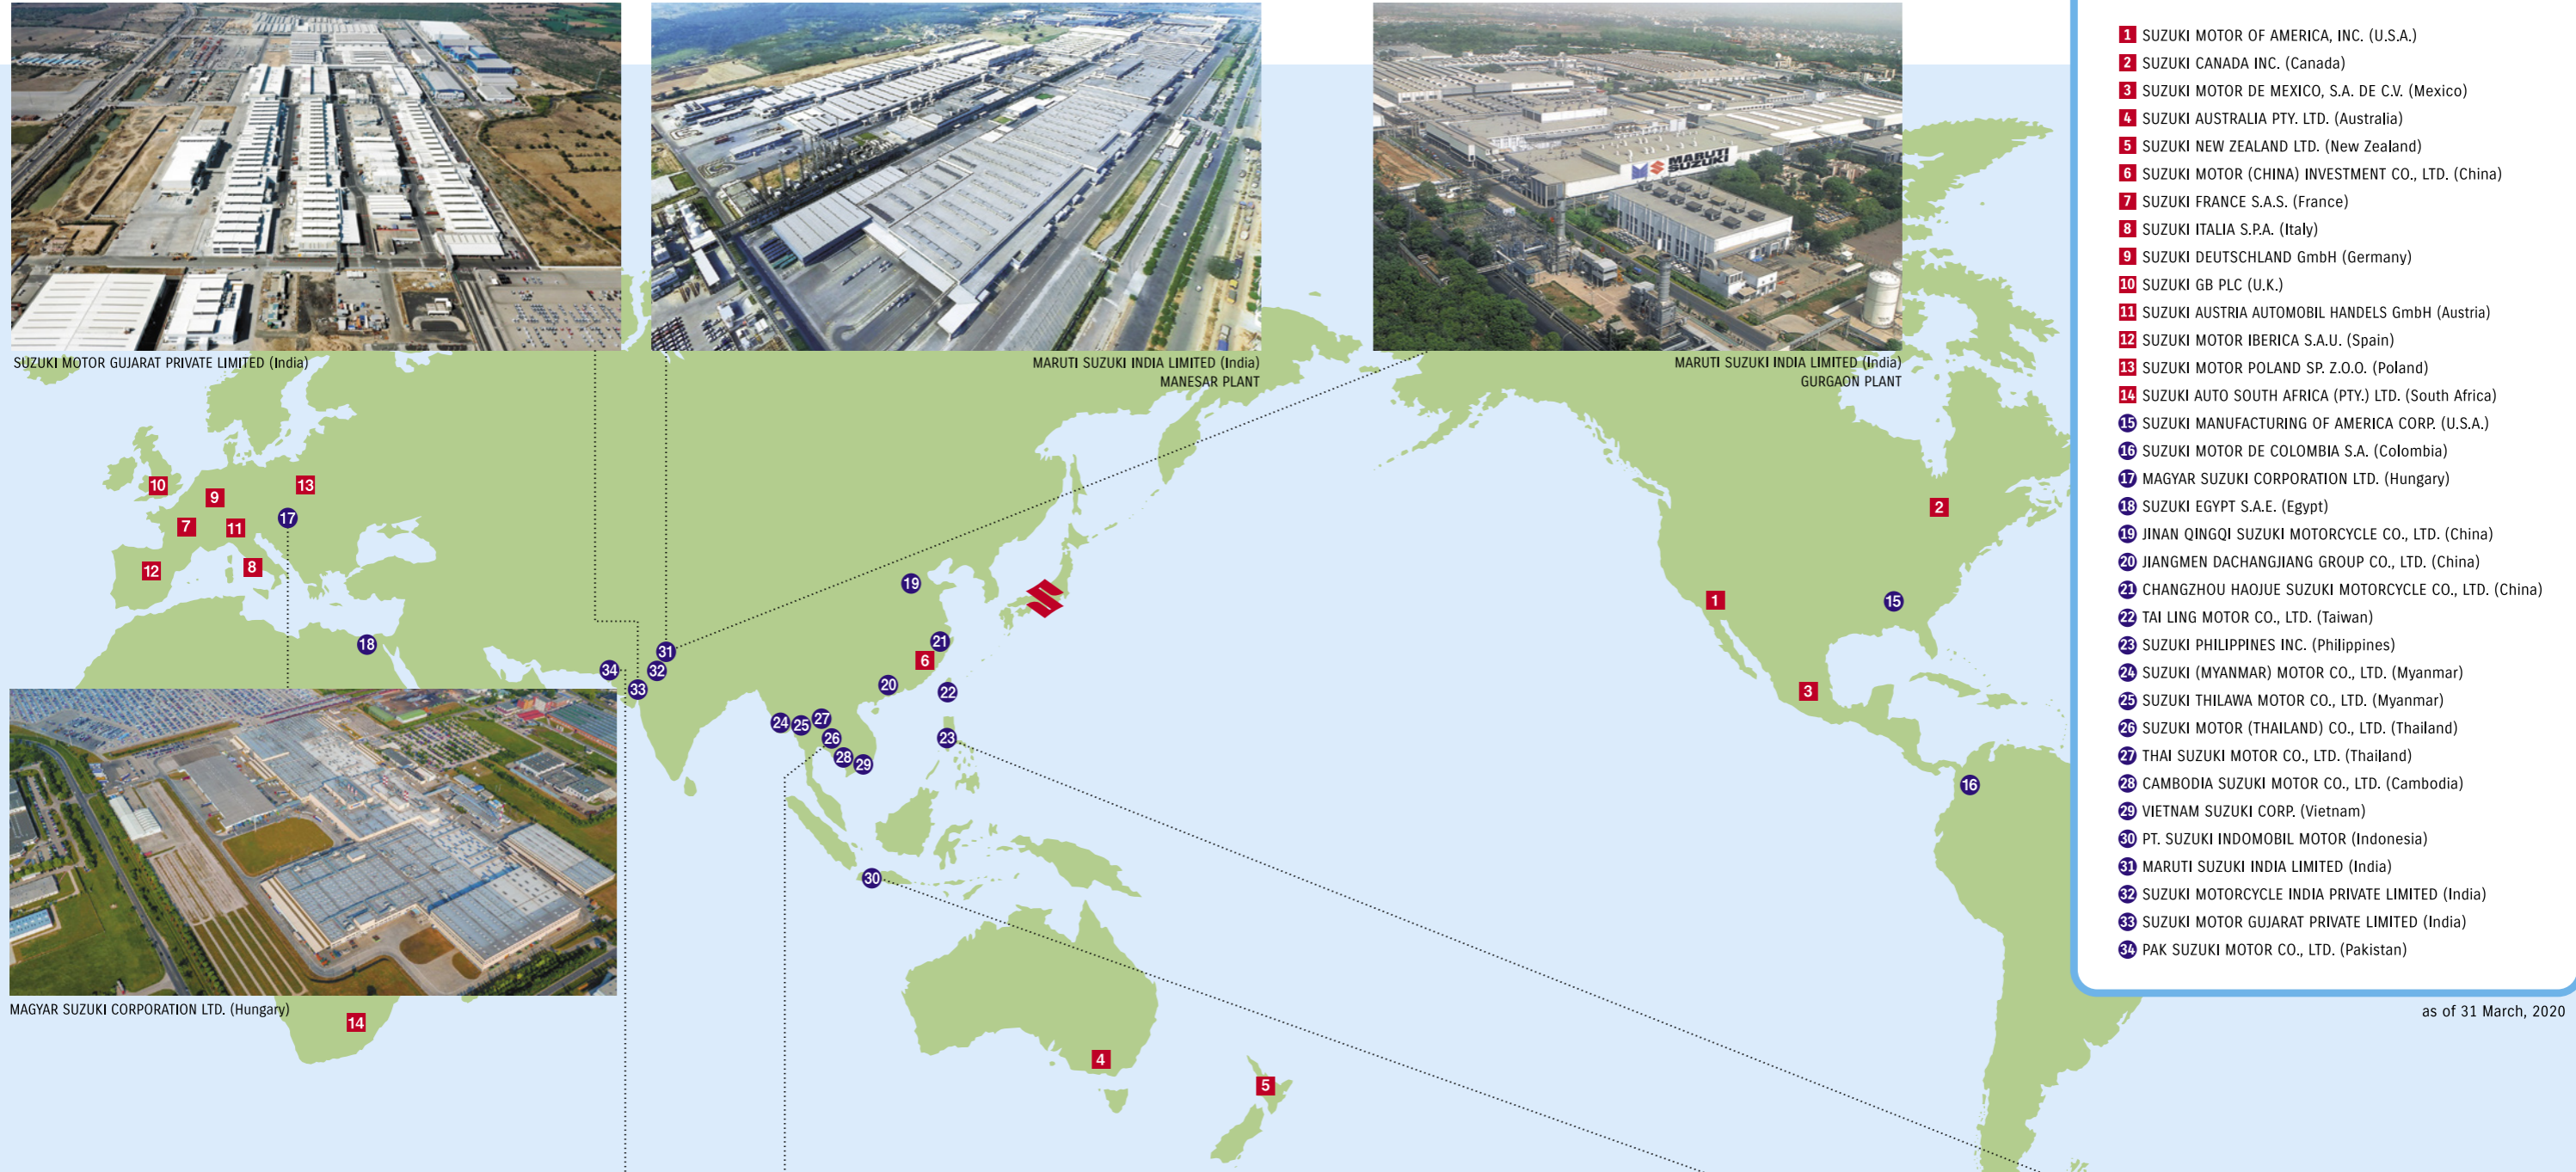 SUZUKI MOTOR GUJARAT PRIVATE LIMITED (India)
MARUTI
SUZUKI
MARUTI SUZUKI INDIA LIMITED (India)
MANESAR PLANT
MARUTI SUZUKI INDIA LIMITED (India)
GURGAON PLANT
1 SUZUKI MOTOR OF AMERICA, INC. (U.S.A.)
2 SUZUKI CANADA INC. (Canada)
3 SUZUKI MOTOR DE MEXICO, S.A. DE C.V. (Mexico)
4 SUZUKI AUSTRALIA PTY. LTD. (Australia)
5 SUZUKI NEW ZEALAND LTD. (New Zealand)
6 SUZUKI MOTOR (CHINA) INVESTMENT CO., LTD. (China)
7 SUZUKI FRANCE S.A.S. (France)
8 SUZUKI ITALIA S.P.A. (Italy)
9 SUZUKI DEUTSCHLAND GmbH (Germany)
10 SUZUKI GB PLC (U.K.)
11 SUZUKI AUSTRIA AUTOMOBIL HANDELS GmbH (Austria)
12 SUZUKI MOTOR IBERICA S.A.U. (Spain)
13 SUZUKI MOTOR POLAND SP. Z.O.O. (Poland)
14 SUZUKI AUTO SOUTH AFRICA (PTY.) LTD. (South Africa)
15 SUZUKI MANUFACTURING OF AMERICA CORP. (U.S.A.)
16 SUZUKI MOTOR DE COLOMBIA S.A. (Colombia)
17 MAGYAR SUZUKI CORPORATION LTD. (Hungary)
18 SUZUKI EGYPT S.A.E. (Egypt)
19 JINAN QINGQI SUZUKI MOTORCYCLE CO., LTD. (China)
20 JIANGMEN DACHANGJIANG GROUP CO., LTD. (China)
21 CHANGZHOU HAOJUE SUZUKI MOTORCYCLE CO., LTD. (China)
22 TAI LING MOTOR CO., LTD. (Taiwan)
23 SUZUKI PHILIPPINES INC. (Philippines)
24 SUZUKI (MYANMAR) MOTOR CO., LTD. (Myanmar)
25 SUZUKI THILAWA MOTOR CO., LTD. (Myanmar)
26 SUZUKI MOTOR (THAILAND) CO., LTD. (Thailand)
27 THAI SUZUKI MOTOR CO., LTD. (Thailand)
28 CAMBODIA SUZUKI MOTOR CO., LTD. (Cambodia)
29 VIETNAM SUZUKI CORP. (Vietnam)
30 PT. SUZUKI INDOMOBIL MOTOR (Indonesia)
31 MARUTI SUZUKI INDIA LIMITED (India)
32 SUZUKI MOTORCYCLE INDIA PRIVATE LIMITED (India)
33 SUZUKI MOTOR GUJARAT PRIVATE LIMITED (India)
34 PAK SUZUKI MOTOR CO., LTD. (Pakistan)
as of 31 March, 2020
10
13
9
17
7
11
12
8
18
19
21
6
31
34
32
33
20
22
24
25
27
26
23
28
29
30
2
1
15
3
16
MAGYAR SUZUKI CORPORATION LTD. (Hungary)
14
4
5